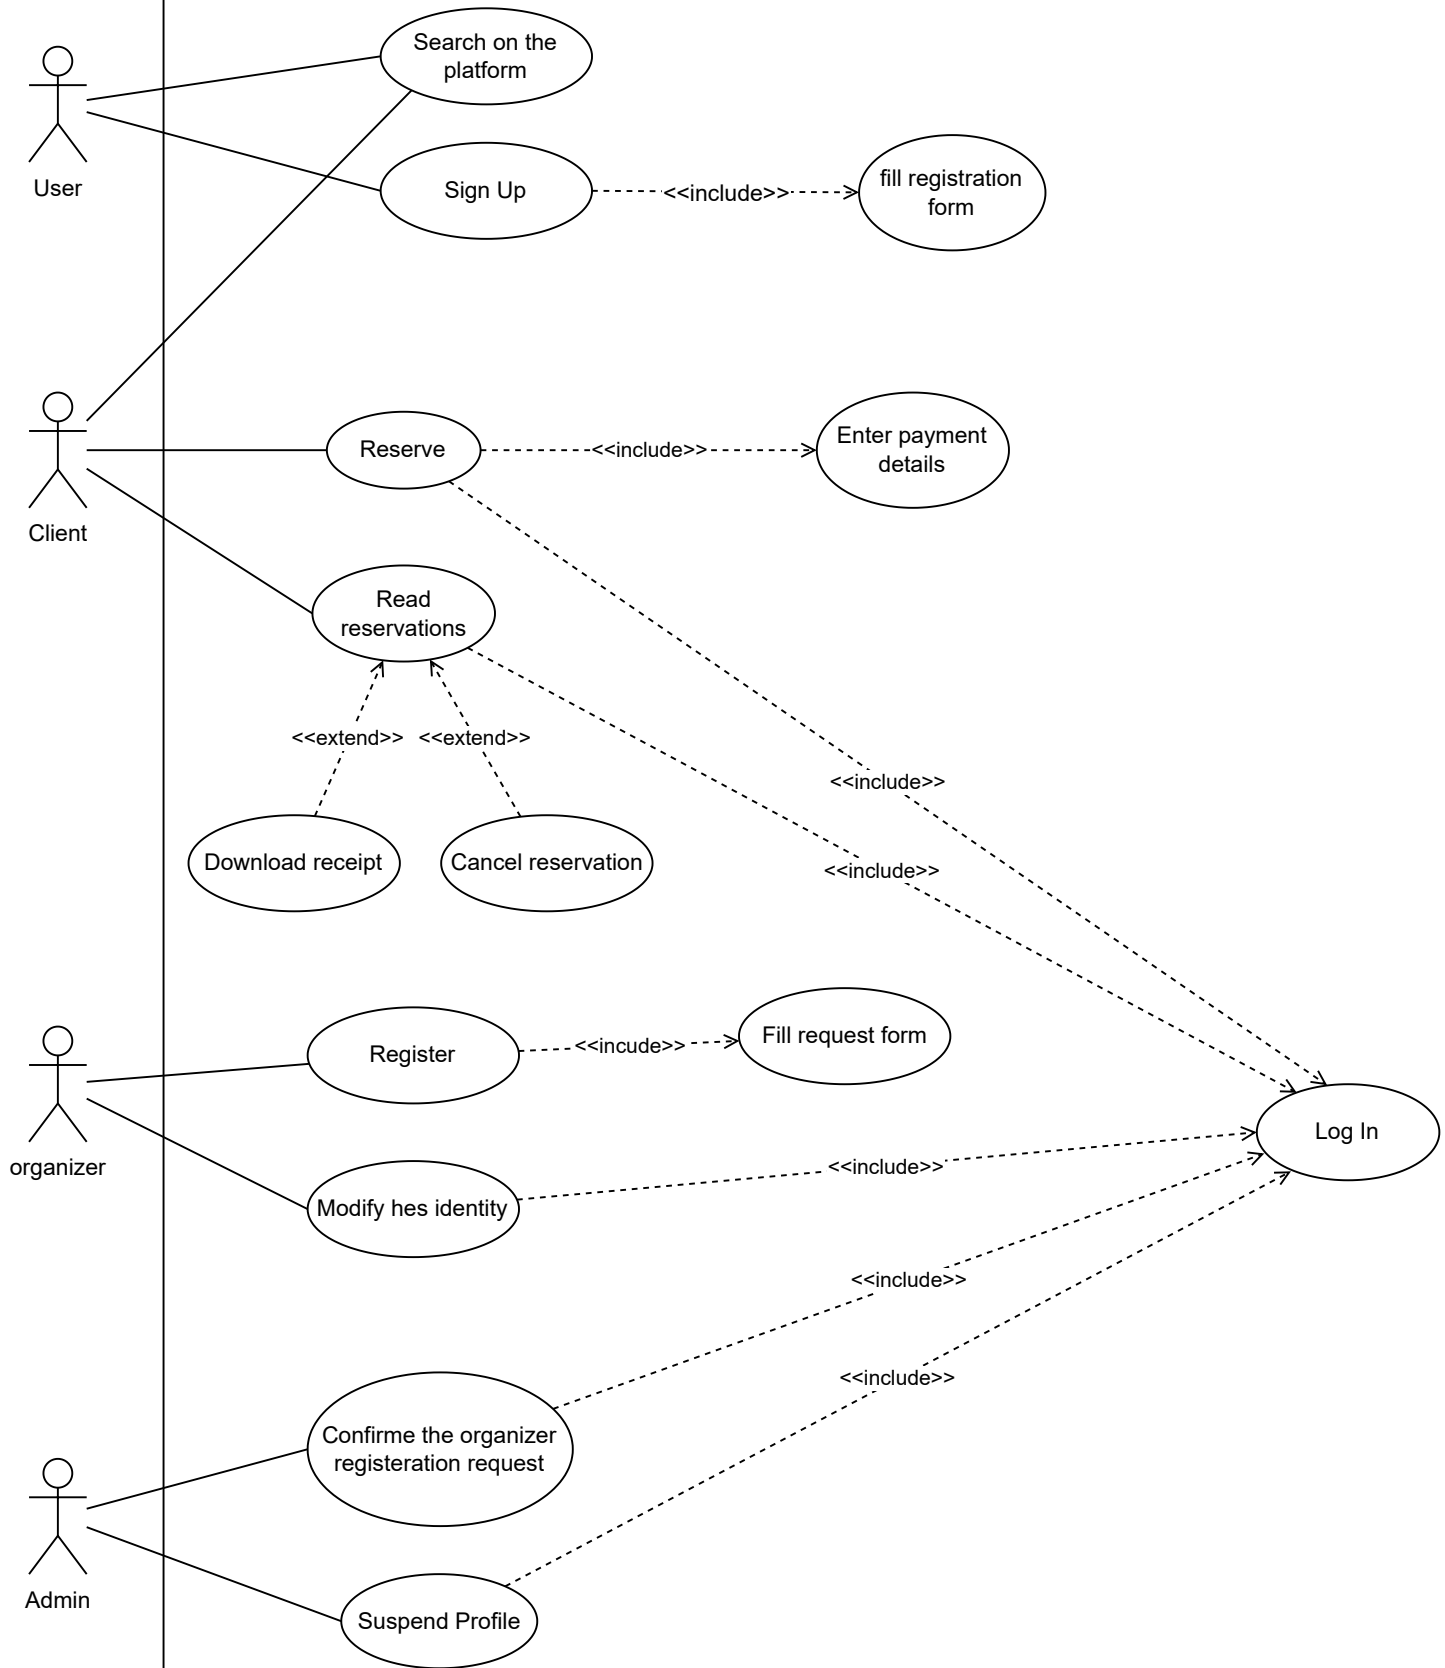 Search on the
platform
User
Sign Up
<<include>>
fill registration
form
Client
Reserve
<<include>>
Enter payment
details
Read
reservations
<<extend>>
<<extend>>
<<include>>
Download receipt
Cancel reservation
<<include>>
organizer
Register
<<incude>>
Fill request form
Log In
Modify hes identity
<<include>>
<<include>>
<<include>>
Admin
Confirme the organizer
registeration request
Suspend Profile